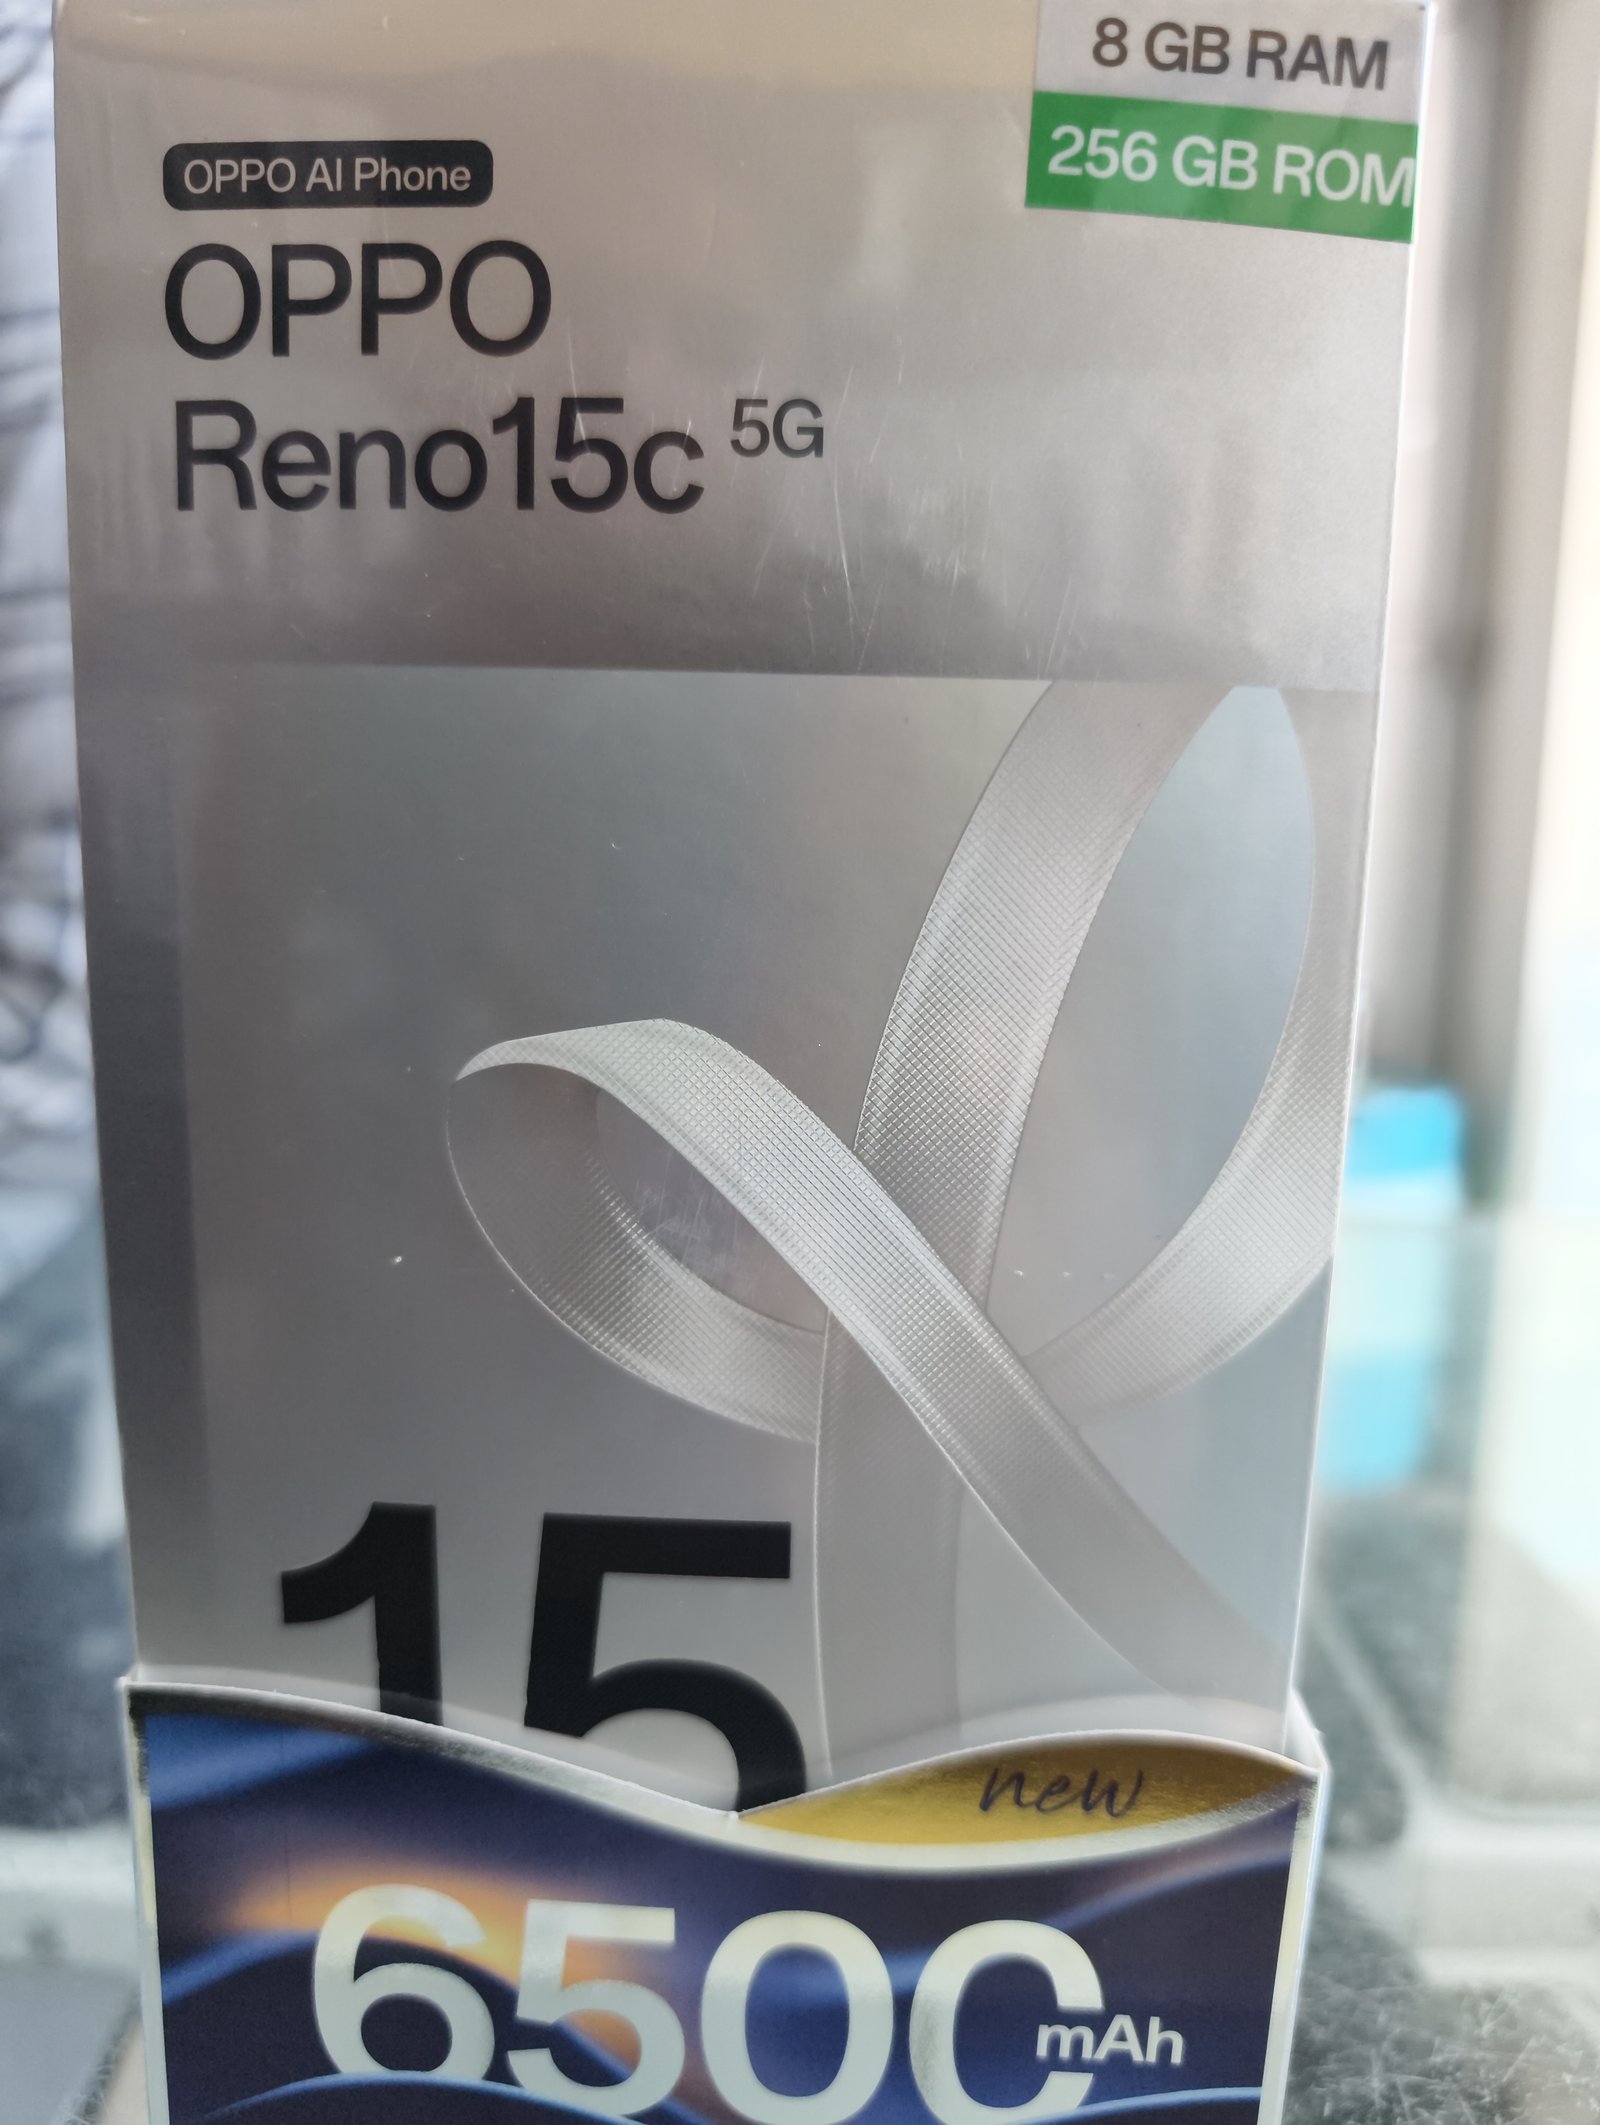 8 GB RAM
256 GB ROM
OPPO AI Phone
OPPO
Reno15c 5G
15
new
6500 mAh